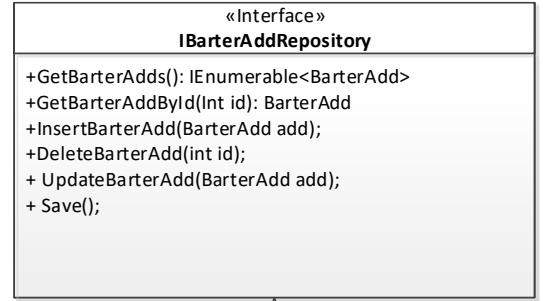 «Interface»
IBarterAddRepository
+GetBarterAdds(): IEnumerable<BarterAdd>
+GetBarterAddById(Int id): BarterAdd
+InsertBarterAdd(BarterAdd add);
+DeleteBarterAdd(int id);
+ UpdateBarterAdd(BarterAdd add);
+ Save();